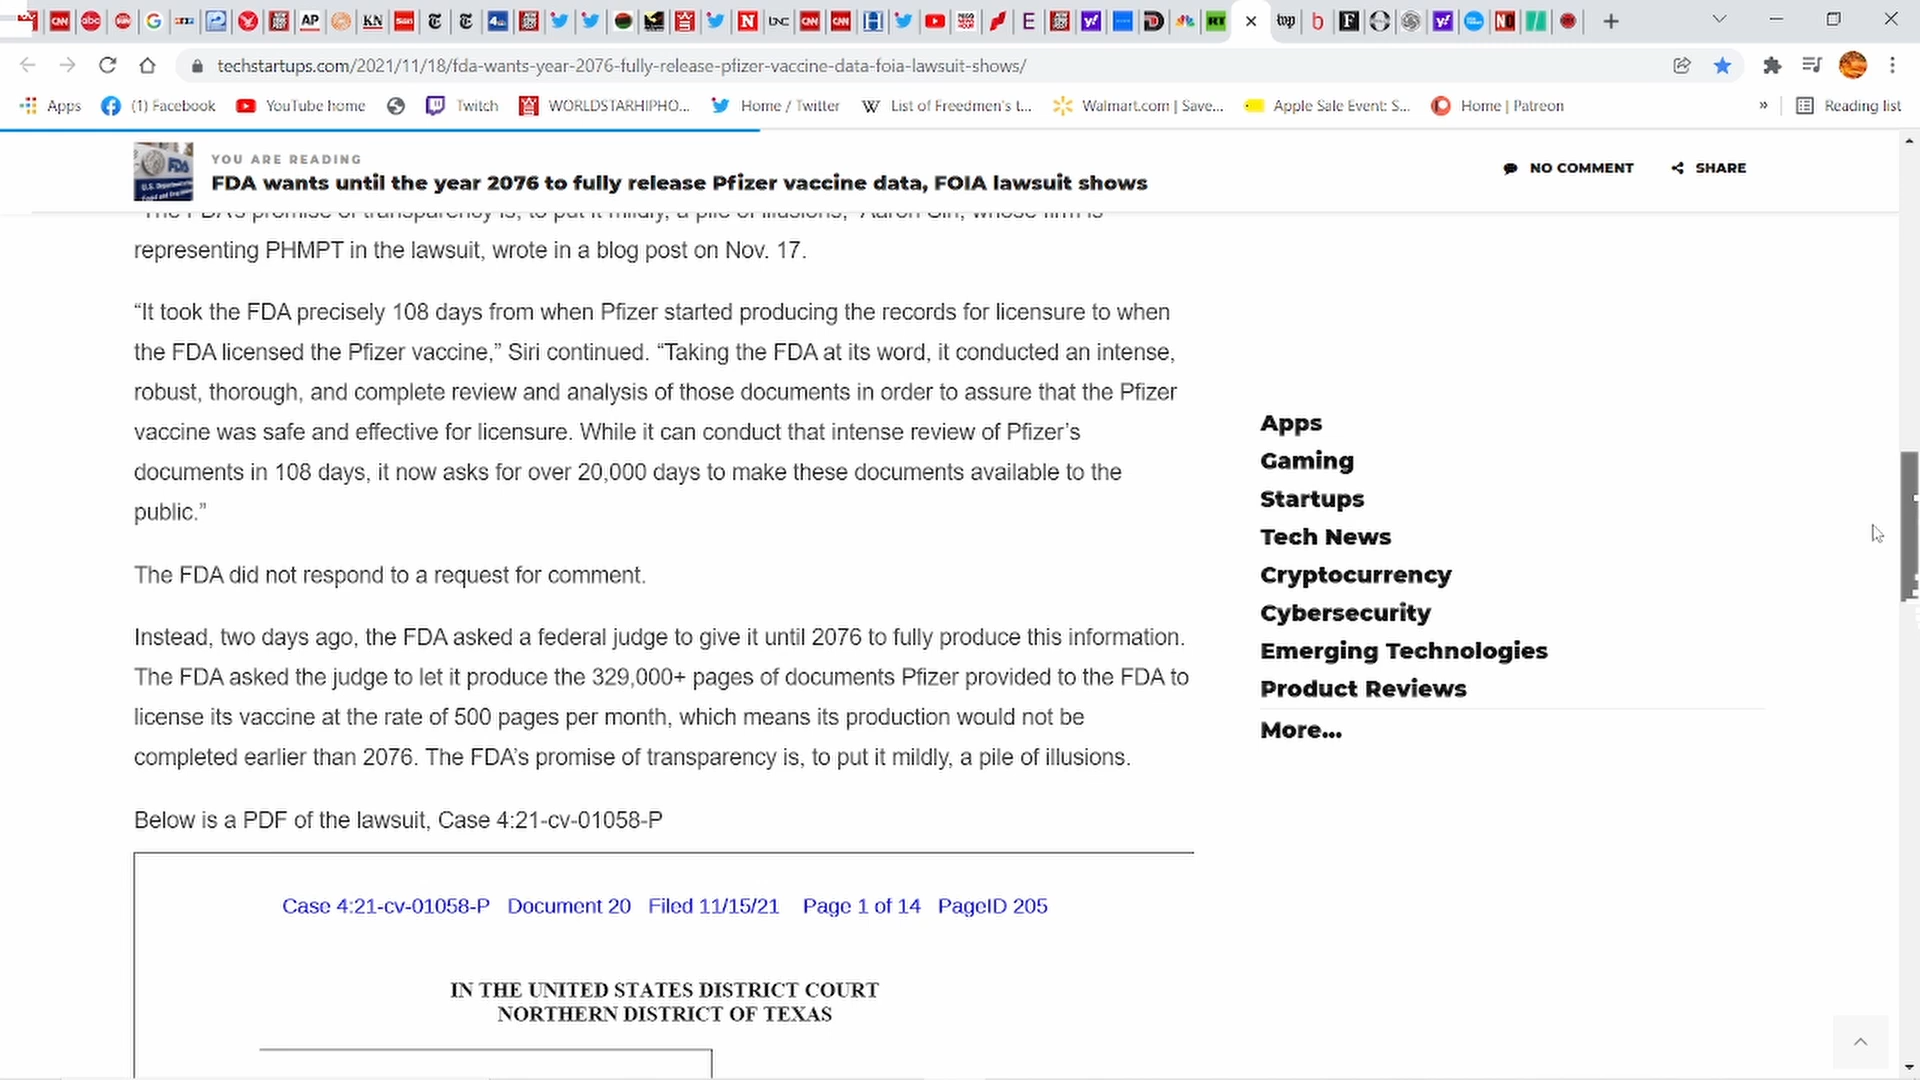 techstartups.com/2021/11/18/fda-wants-year-2076-fully-release-pfizer-vaccine-data-foia-lawsuit-shows/
Apps (1) Facebook YouTube home Twitch WORLDSTARHIPHO... Home / Twitter List of Freedmen's t... Walmart.com | Save... Apple Sale Event: S... Home | Patreon » Reading list
YOU ARE READING
FDA wants until the year 2076 to fully release Pfizer vaccine data, FOIA lawsuit shows
NO COMMENT SHARE
representing PHMPT in the lawsuit, wrote in a blog post on Nov. 17.
“It took the FDA precisely 108 days from when Pfizer started producing the records for licensure to when
the FDA licensed the Pfizer vaccine,” Siri continued. “Taking the FDA at its word, it conducted an intense,
robust, thorough, and complete review and analysis of those documents in order to assure that the Pfizer
vaccine was safe and effective for licensure. While it can conduct that intense review of Pfizer’s
documents in 108 days, it now asks for over 20,000 days to make these documents available to the
public.”
The FDA did not respond to a request for comment.
Instead, two days ago, the FDA asked a federal judge to give it until 2076 to fully produce this information.
The FDA asked the judge to let it produce the 329,000+ pages of documents Pfizer provided to the FDA to
license its vaccine at the rate of 500 pages per month, which means its production would not be
completed earlier than 2076. The FDA’s promise of transparency is, to put it mildly, a pile of illusions.
Below is a PDF of the lawsuit, Case 4:21-cv-01058-P
Case 4:21-cv-01058-P Document 20 Filed 11/15/21 Page 1 of 14 PageID 205
IN THE UNITED STATES DISTRICT COURT
NORTHERN DISTRICT OF TEXAS
Apps
Gaming
Startups
Tech News
Cryptocurrency
Cybersecurity
Emerging Technologies
Product Reviews
More...